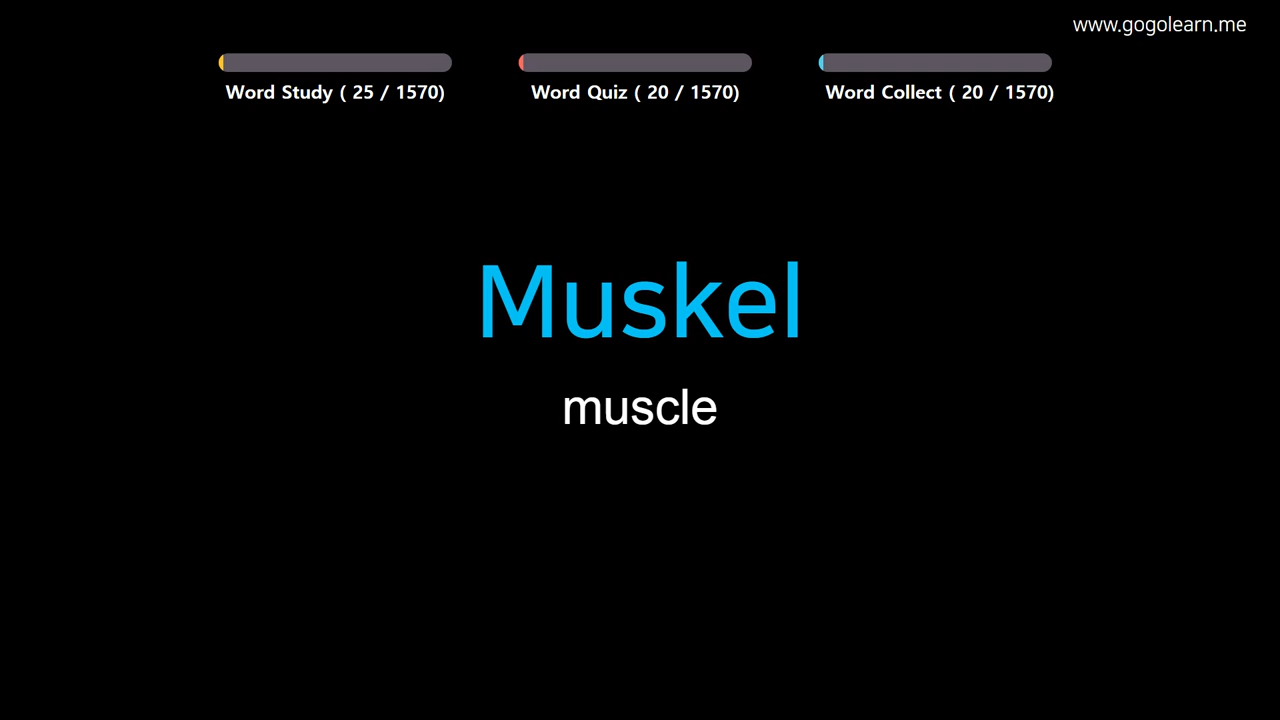 www.gogolearn.me
Word Study ( 25 / 1570)
Word Quiz ( 20 / 1570)
Word Collect ( 20 / 1570)
Muskel
muscle